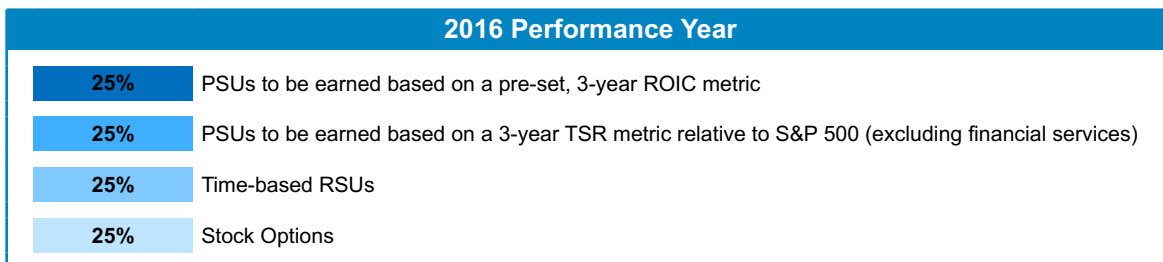 2016 Performance Year
25% PSUs to be earned based on a pre-set, 3-year ROIC metric
25% PSUs to be earned based on a 3-year TSR metric relative to S&P 500 (excluding financial services)
25% Time-based RSUs
25% Stock Options